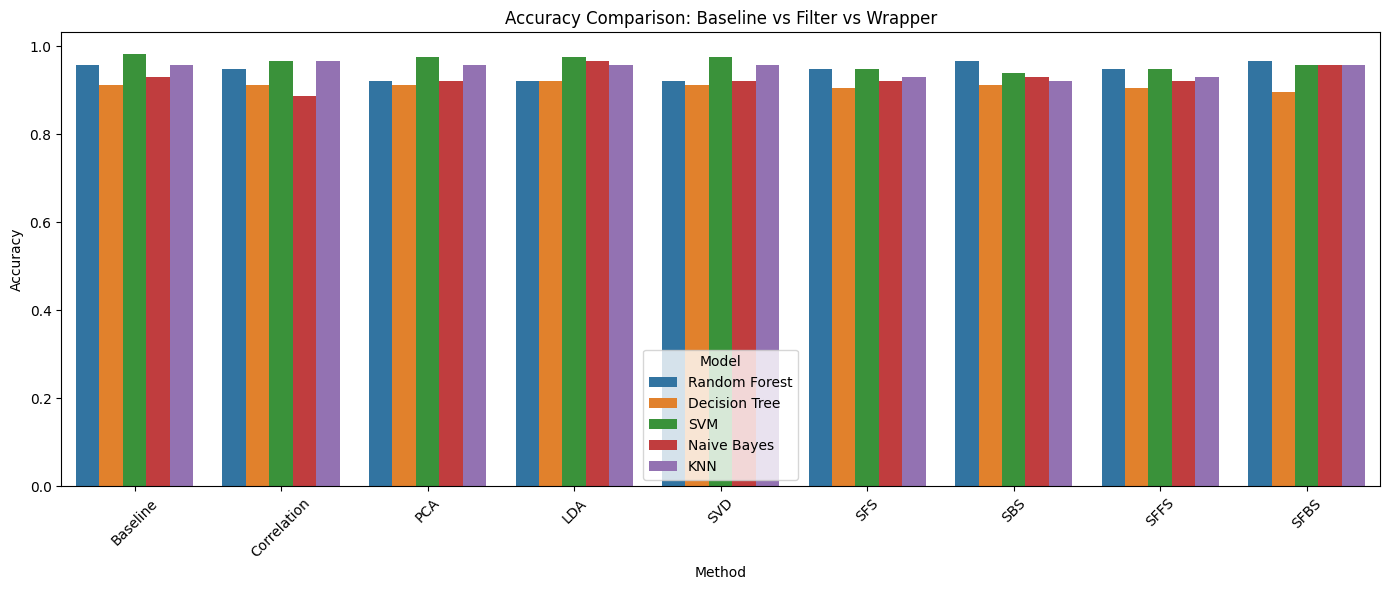 Accuracy Comparison: Baseline vs Filter vs Wrapper
Accuracy
1.0
0.8
0.6
0.4
0.2
0.0
Model
Random Forest
Decision Tree
SVM
Naive Bayes
KNN
Baseline
Correlation
PCA
LDA
SVD
SFS
SBS
SFFS
SFBS
Method